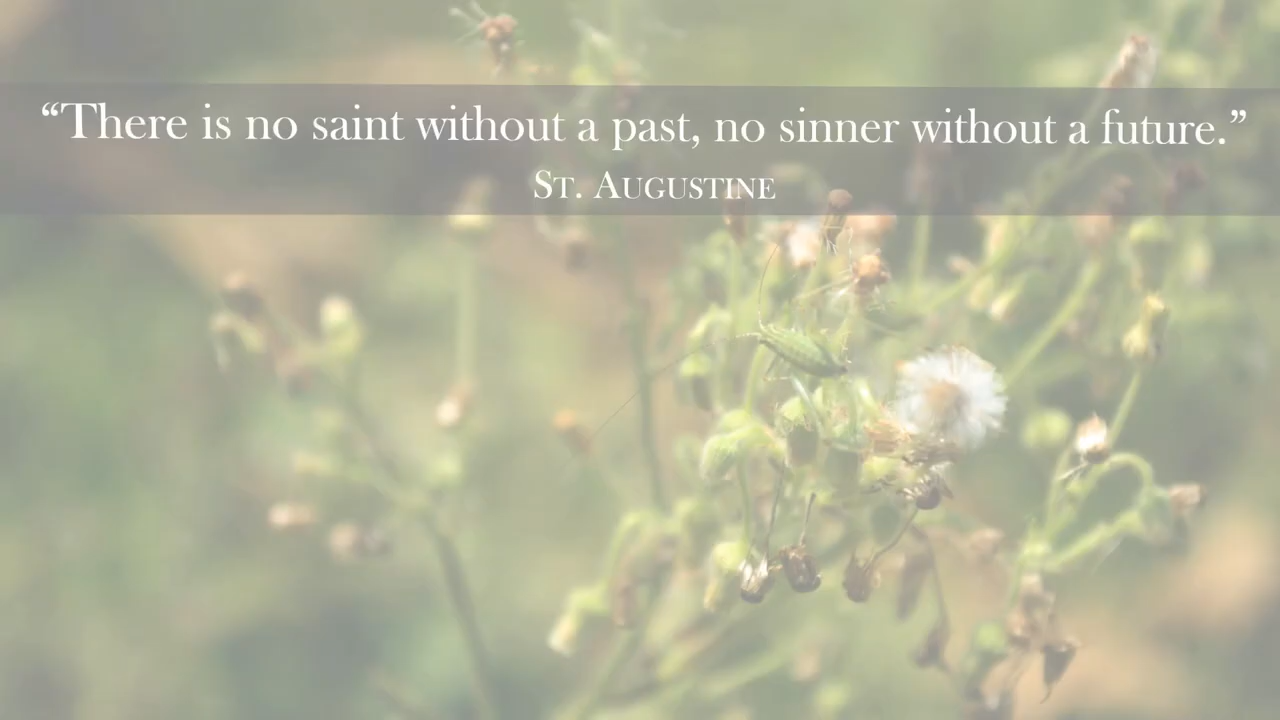 “There is no saint without a past, no sinner without a future.”
St. Augustine